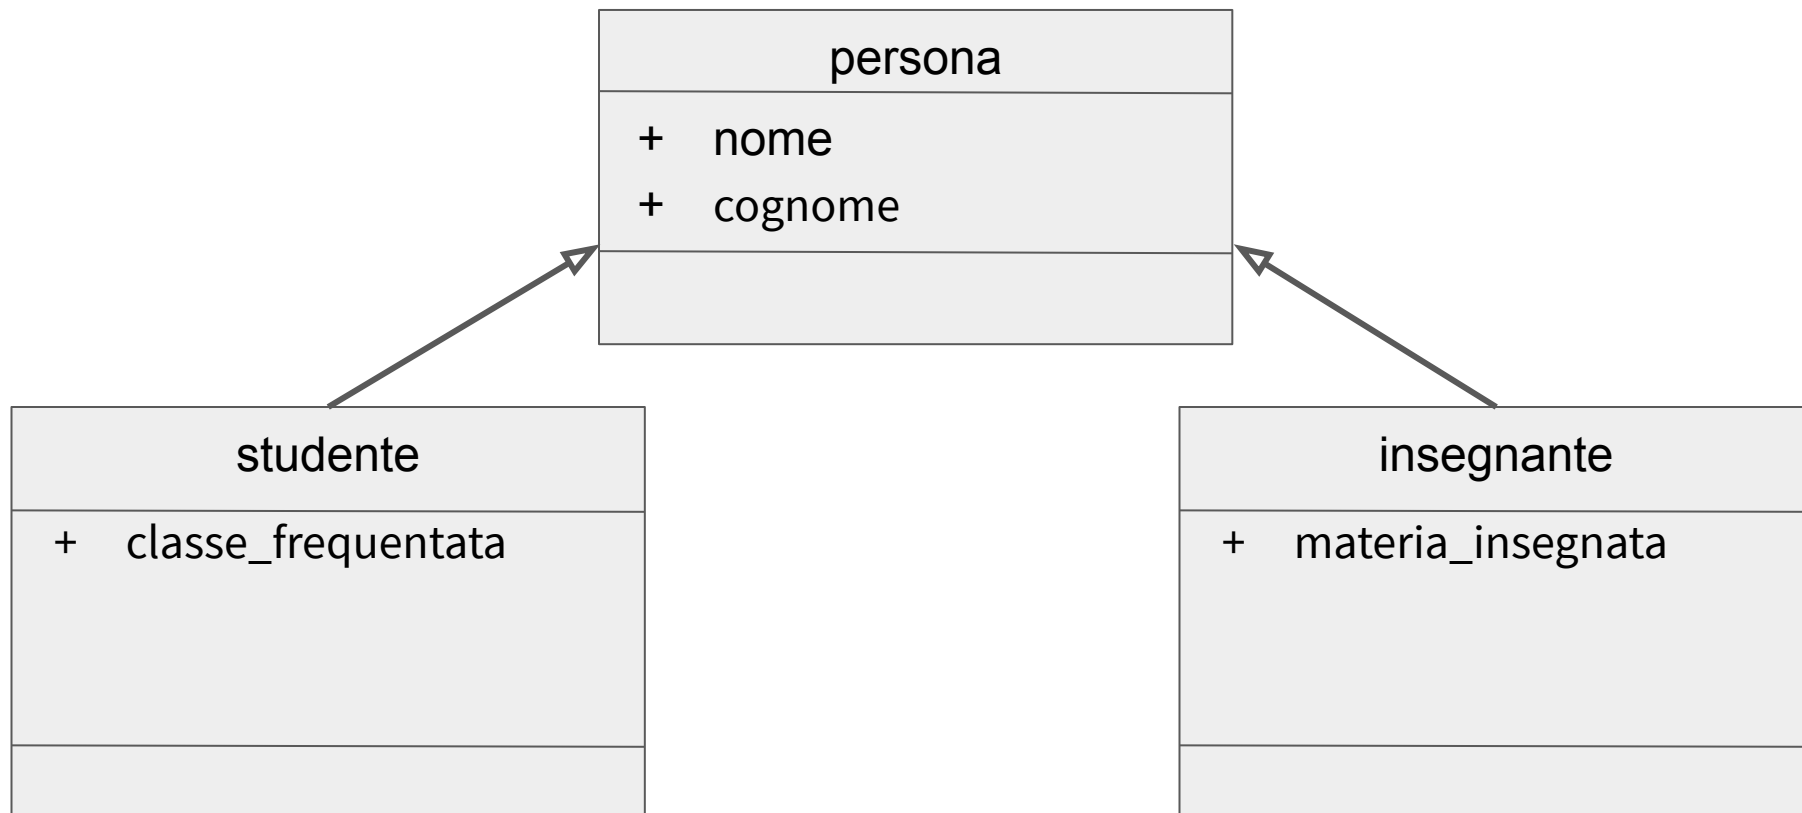 persona
+ nome
+ cognome
studente
+ classe_frequentata
insegnante
+ materia_insegnata